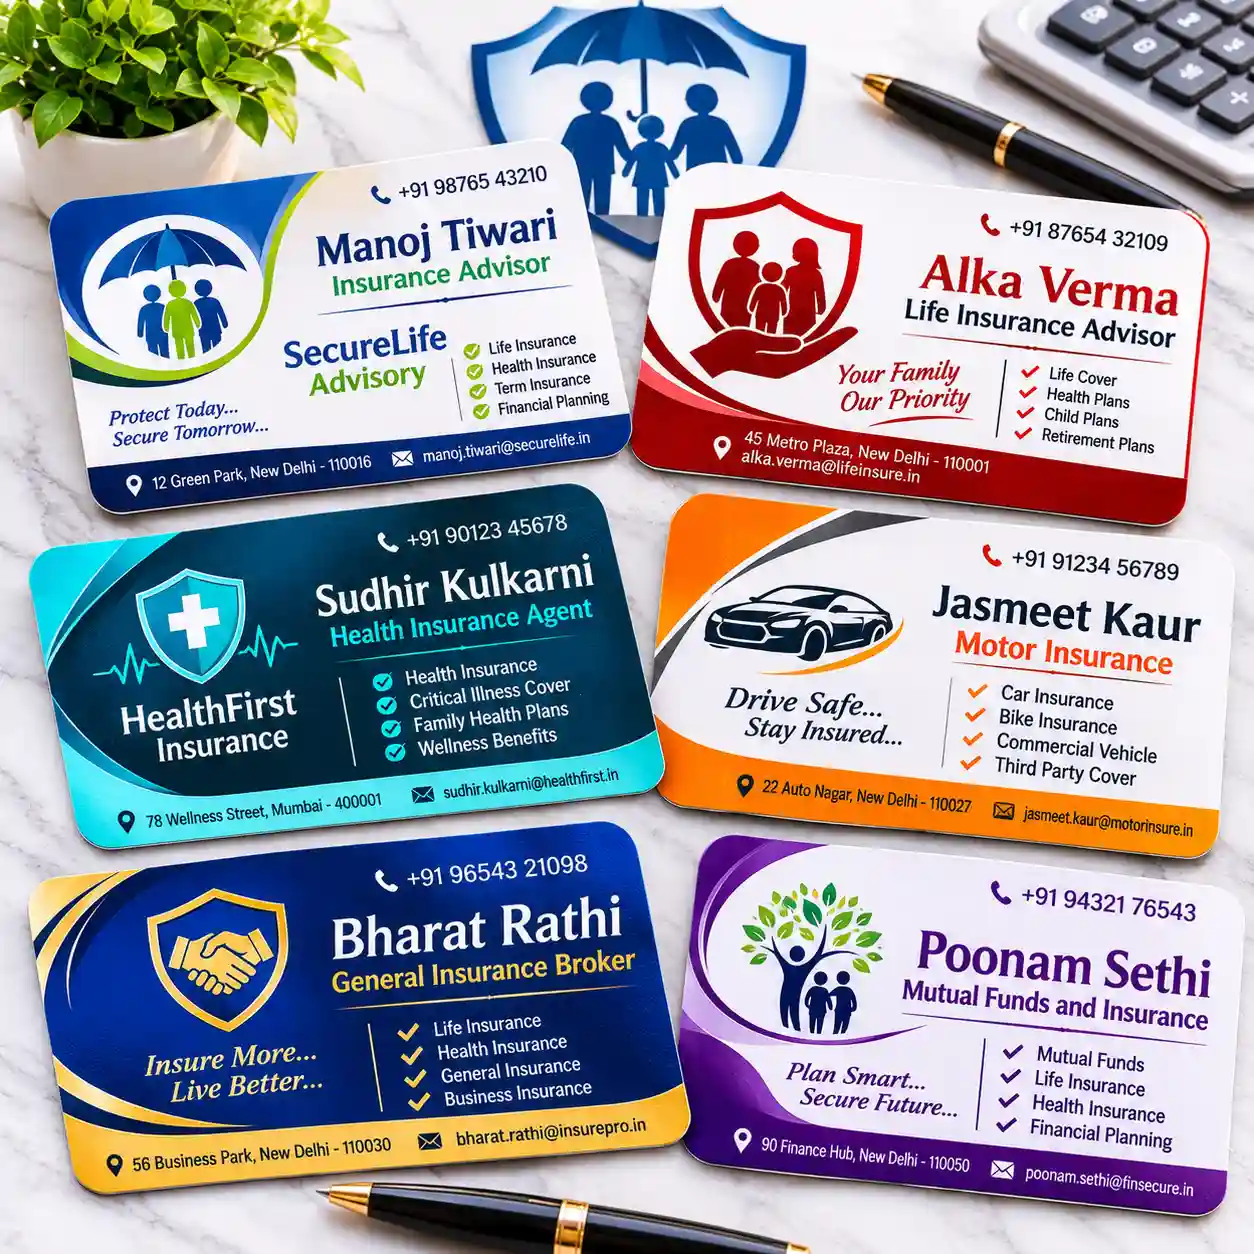 +91 98765 43210
Manoj Tiwari
Insurance Advisor
SecureLife
Advisory
Life Insurance
Health Insurance
Term Insurance
Financial Planning
Protect Today...
Secure Tomorrow...
12 Green Park, New Delhi - 110016
manoj.tiwari@securelife.in
+91 87654 32109
Alka Verma
Life Insurance Advisor
Your Family
Our Priority
Life Cover
Health Plans
Child Plans
Retirement Plans
45 Metro Plaza, New Delhi - 110001
alka.verma@lifeinsure.in
+91 90123 45678
Sudhir Kulkarni
Health Insurance Agent
HealthFirst
Insurance
Health Insurance
Critical Illness Cover
Family Health Plans
Wellness Benefits
78 Wellness Street, Mumbai - 400001
sudhir.kulkarni@healthfirst.in
+91 91234 56789
Jasmeet Kaur
Motor Insurance
Drive Safe...
Stay Insured...
Car Insurance
Bike Insurance
Commercial Vehicle
Third Party Cover
22 Auto Nagar, New Delhi - 110027
jasmeet.kaur@motorinsure.in
+91 96543 21098
Bharat Rathi
General Insurance Broker
Insure More...
Live Better...
Life Insurance
Health Insurance
General Insurance
Business Insurance
56 Business Park, New Delhi - 110030
bharat.rathi@insurepro.in
+91 94321 76543
Poonam Sethi
Mutual Funds and Insurance
Plan Smart...
Secure Future...
Mutual Funds
Life Insurance
Health Insurance
Financial Planning
90 Finance Hub, New Delhi - 110050
poonam.sethi@finsecure.in